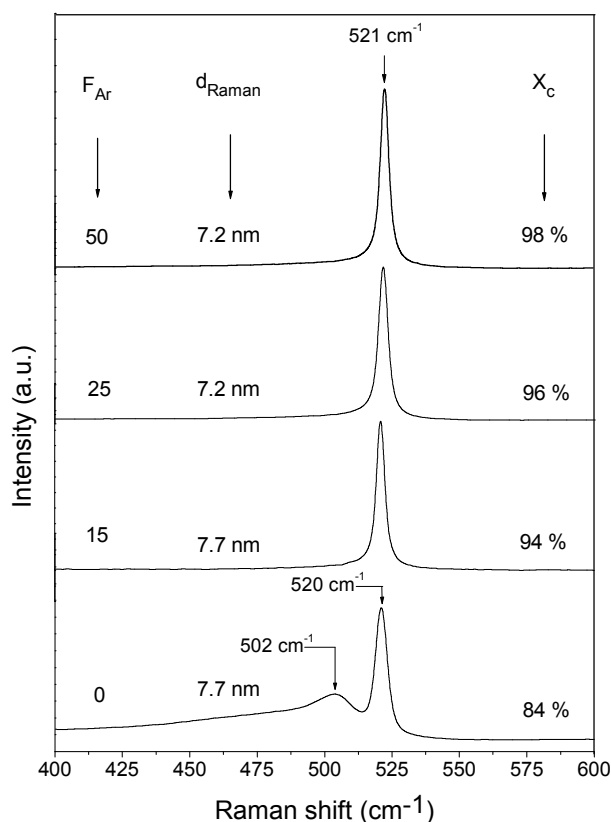 521 cm⁻¹
F_Ar d_Raman X_c
50 7.2 nm 98 %
25 7.2 nm 96 %
15 7.7 nm 94 %
520 cm⁻¹
502 cm⁻¹
0 7.7 nm 84 %
Intensity (a.u.)
400 425 450 475 500 525 550 575 600
Raman shift (cm⁻¹)